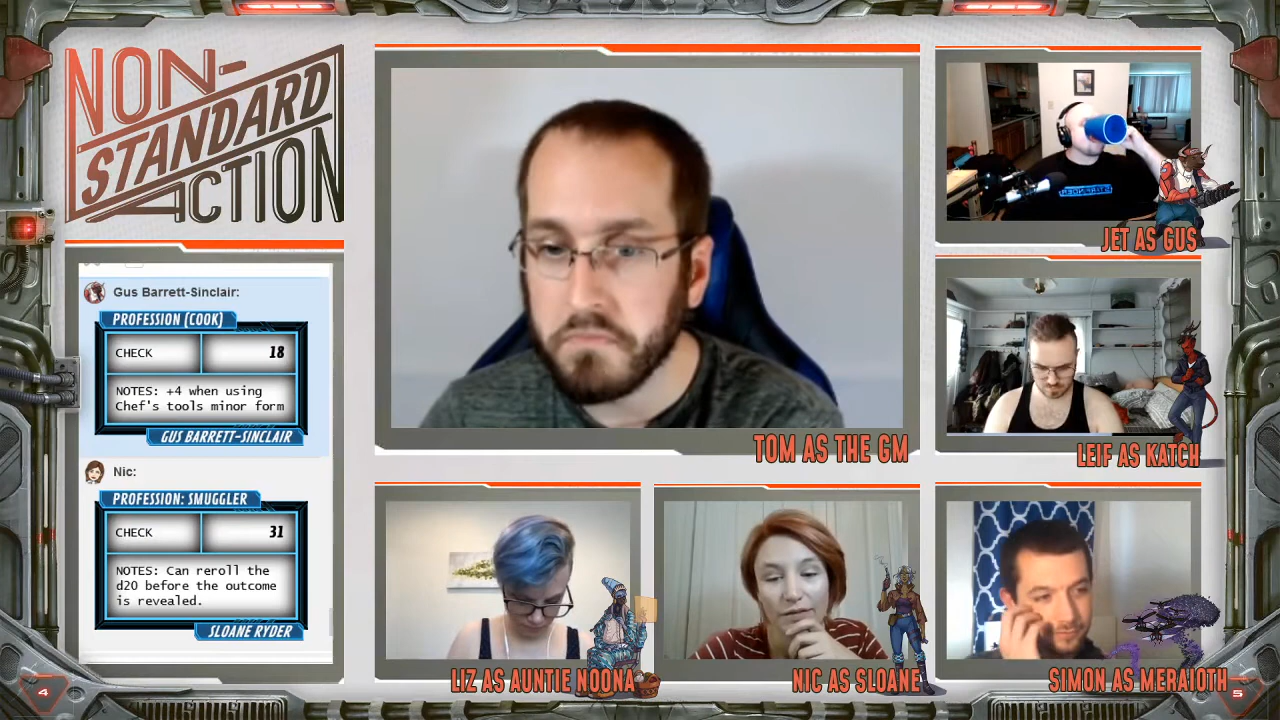 NON-
STANDARD
ACTION
Gus Barrett-Sinclair:
PROFESSION (COOK)
CHECK
18
NOTES: +4 when using
Chef's tools minor form
GUS BARRETT-SINCLAIR
Nic:
PROFESSION: SMUGGLER
CHECK
31
NOTES: Can reroll the
d20 before the outcome
is revealed.
SLOANE RYDER
TOM AS THE GM
JET AS GUS
LEIF AS KATCH
LIZ AS AUNTIE NOONA
NIC AS SLOANE
SIMON AS MERAIOTH
4
5